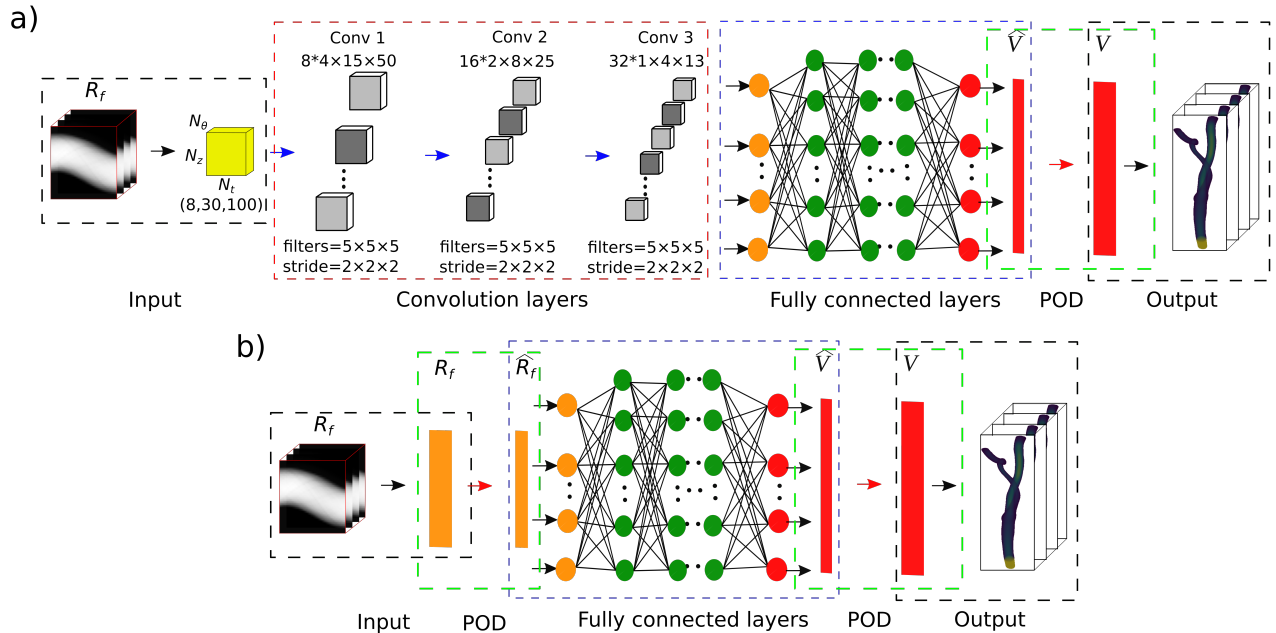 a)
R_f
N_θ
N_z
N_t
(8,30,100)
Conv 1
8*4×15×50
filters=5×5×5
stride=2×2×2
Conv 2
16*2×8×25
filters=5×5×5
stride=2×2×2
Conv 3
32*1×4×13
filters=5×5×5
stride=2×2×2
V̂
V
Input
Convolution layers
Fully connected layers
POD
Output
b)
R_f
R_f
R̂_f
V̂
V
Input
POD
Fully connected layers
POD
Output